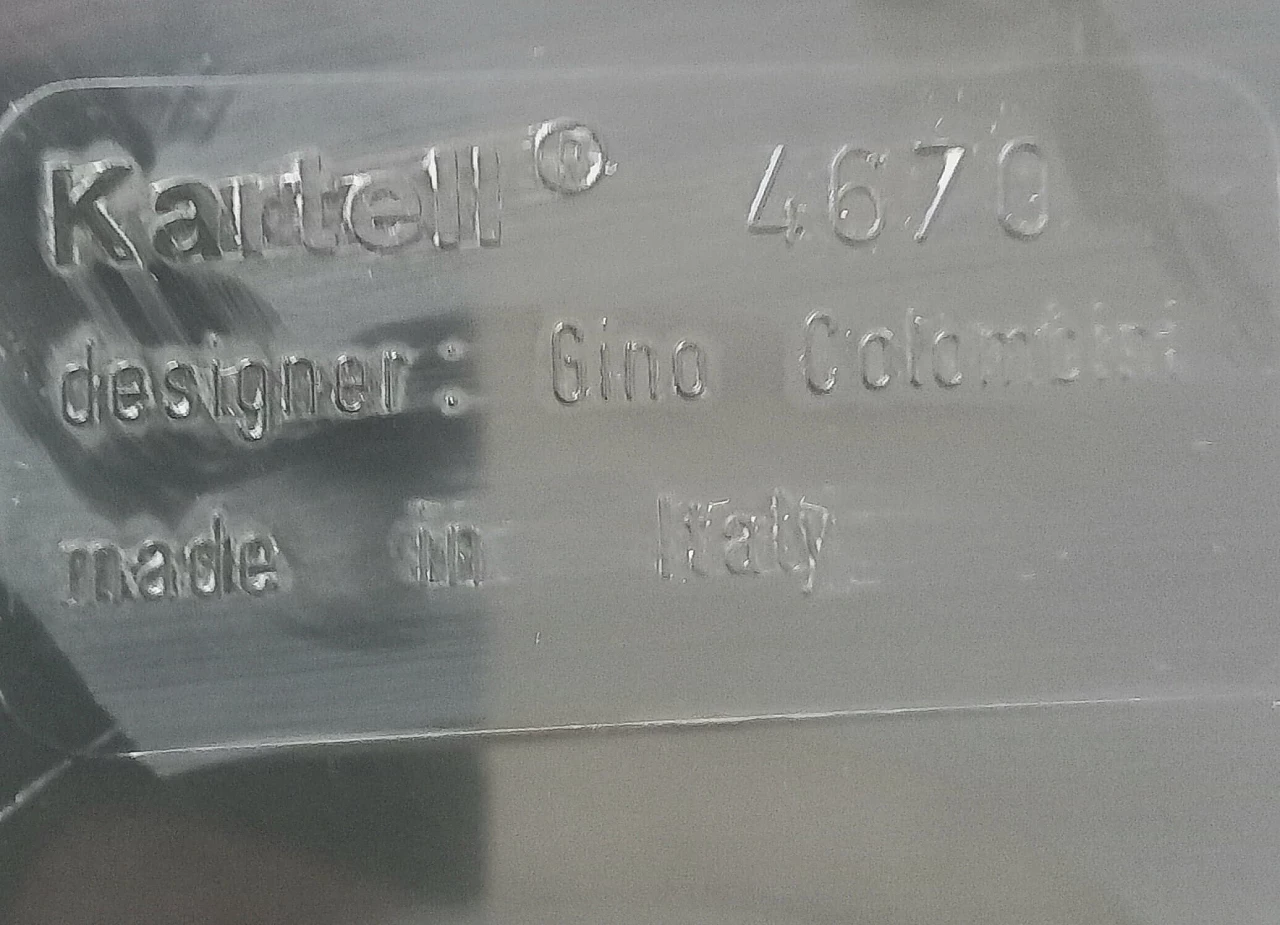 Kartell® 4670
designer: Gino Colombini
made in Italy